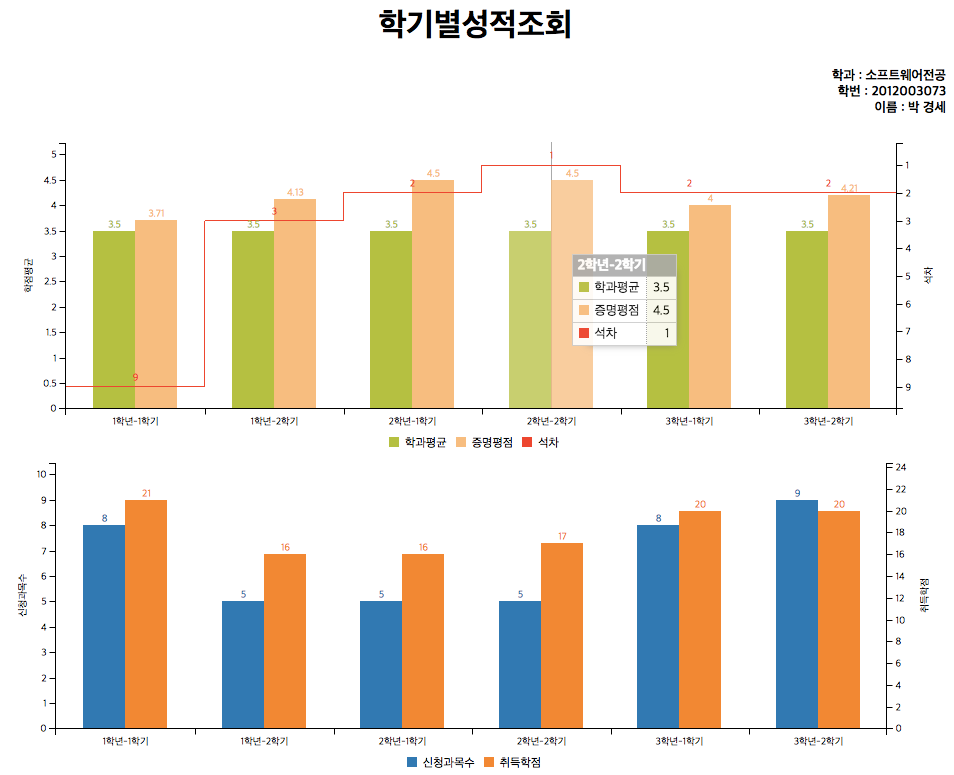 학기별성적조회
학과 : 소프트웨어전공
학번 : 2012003073
이름 : 박 경세
학점평균
5
4.5
4
3.5
3
2.5
2
1.5
1
0.5
0
3.5 3.71 9
3.5 4.13 3
3.5 4.5 2
3.5 4.5 1
3.5 4 2
3.5 4.21 2
2학년-2학기
학과평균 3.5
증명평점 4.5
석차 1
1
2
3
4
5
6
7
8
9
석차
1학년-1학기 1학년-2학기 2학년-1학기 2학년-2학기 3학년-1학기 3학년-2학기
학과평균 증명평점 석차
신청과목수
10
9
8
7
6
5
4
3
2
1
0
8 21
5 16
5 16
5 17
8 20
9 20
24
22
20
18
16
14
12
10
8
6
4
2
0
취득학점
1학년-1학기 1학년-2학기 2학년-1학기 2학년-2학기 3학년-1학기 3학년-2학기
신청과목수 취득학점